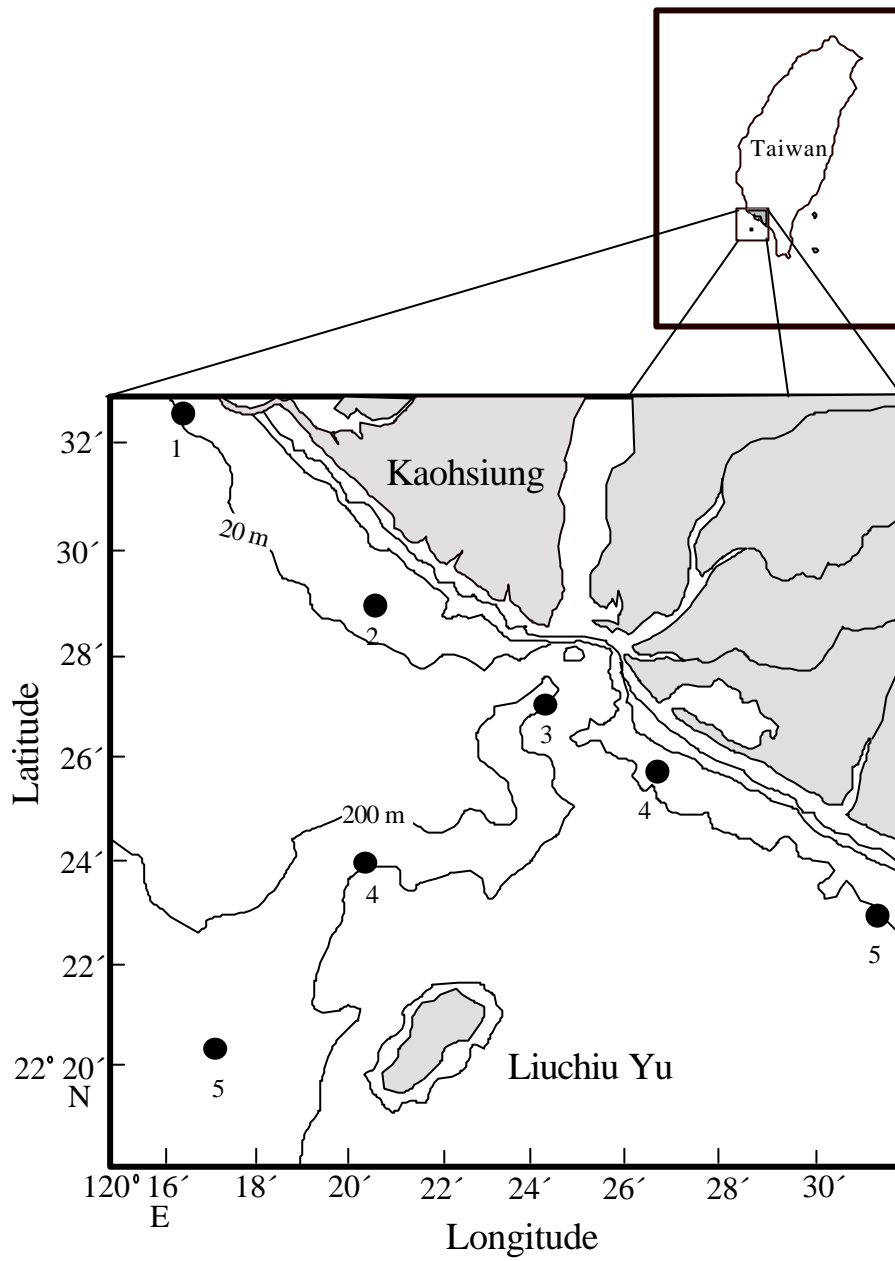 Taiwan
32′
1
Kaohsiung
20 m
30′
2
28′
3
26′
4
200 m
24′
4
5
22′
Latitude
22° 20′
N
5
Liuchiu Yu
120° 16′
18′
20′
22′
24′
26′
28′
30′
E
Longitude